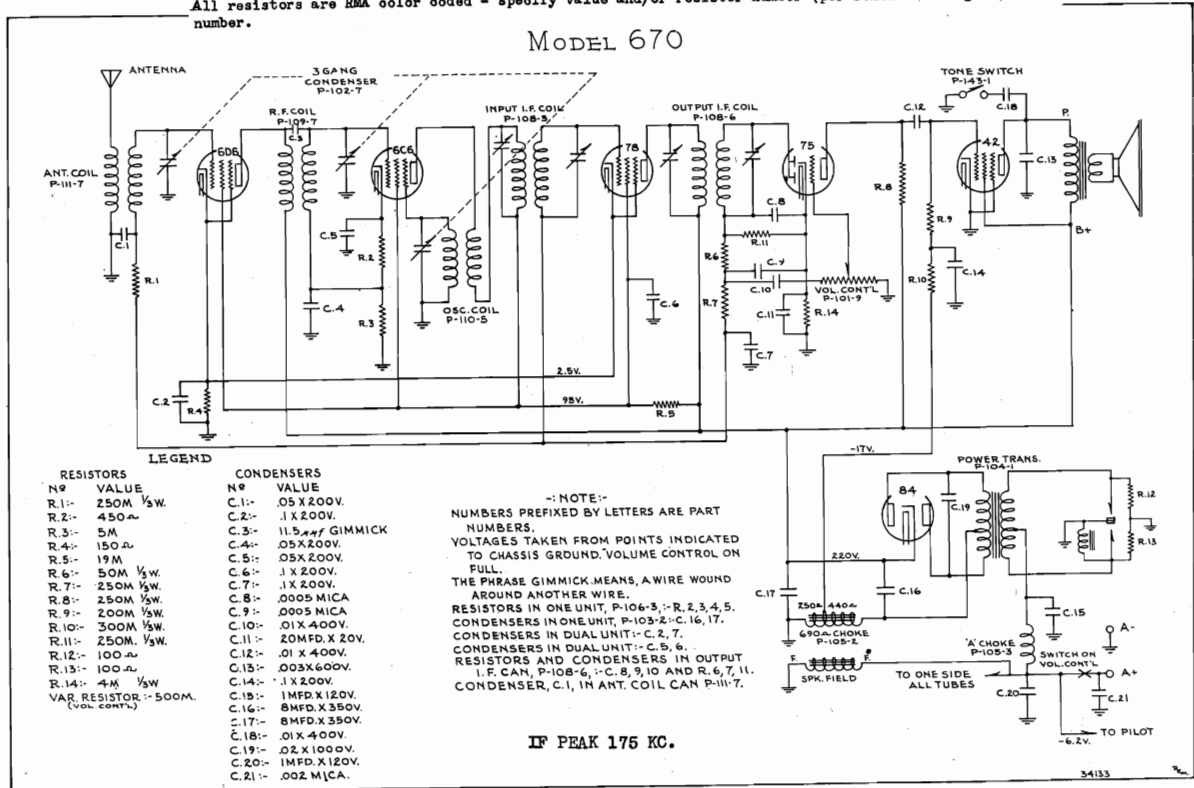 All resistors are RMA color coded - specify value and/or resistor number
number.
MODEL 670
ANTENNA
3 GANG
CONDENSER
P-102-7
R.F. COIL
P-109-7
C.3
INPUT I.F. COIL
P-108-5
OUTPUT I.F. COIL
P-108-6
TONE SWITCH
P-143-1
C.18
C.12
P.
6D6
6C6
78
75
42
C.13
ANT. COIL
P-111-7
C.1
R.1
C.5
R.2
C.4
R.3
OSC. COIL
P-110-5
C.6
C.8
R.11
R.6
C.9
C.10
R.7
C.11
R.14
C.7
VOL. CONT'L
P-101-9
R.8
R.9
R.10
C.14
B+
2.5V.
95V.
R.5
C.2
R.4
-17V.
LEGEND
RESISTORS
Nº VALUE
R.1:- 250M ⅓W.
R.2:- 450Ω
R.3:- 5M
R.4:- 150Ω
R.5:- 19M
R.6:- 50M ⅓W.
R.7:- 250M ⅓W.
R.8:- 250M ⅓W.
R.9:- 200M ⅓W.
R.10:- 300M ⅓W.
R.11:- 250M. ⅓W.
R.12:- 100Ω
R.13:- 100Ω
R.14:- 4M ⅓W
VAR. RESISTOR:- 500M.
(VOL. CONT'L)
CONDENSERS
Nº VALUE
C.1:- .05 X 200V.
C.2:- .1 X 200V.
C.3:- 11.5 µµf GIMMICK
C.4:- .05X200V.
C.5:- .05X200V.
C.6:- .1 X 200V.
C.7:- .1 X 200V.
C.8:- .0005 MICA
C.9:- .0005 MICA
C.10:- .01 X 400V.
C.11:- 20MFD. X 20V.
C.12:- .01 X 400V.
C.13:- .003X600V.
C.14:- .1 X 200V.
C.15:- 1MFD.X120V.
C.16:- 8MFD.X350V.
C.17:- 8MFD.X350V.
C.18:- .01X400V.
C.19:- .02 X 1000V.
C.20:- 1MFD.X120V.
C.21:- .002 MICA.
-: NOTE:-
NUMBERS PREFIXED BY LETTERS ARE PART
NUMBERS.
VOLTAGES TAKEN FROM POINTS INDICATED
TO CHASSIS GROUND. VOLUME CONTROL ON
FULL.
THE PHRASE GIMMICK MEANS, A WIRE WOUND
AROUND ANOTHER WIRE.
RESISTORS IN ONE UNIT, P-106-3,:-R.2,3,4,5.
CONDENSERS IN ONE UNIT, P-103-2:-C.16, 17.
CONDENSERS IN DUAL UNIT:-C.2, 7.
CONDENSERS IN DUAL UNIT:-C.5, 6.
RESISTORS AND CONDENSERS IN OUTPUT
I.F. CAN, P-108-6, :-C.8, 9, 10 AND R.6, 7, 11.
CONDENSER, C.1, IN ANT. COIL CAN P-111-7.
IF PEAK 175 KC.
POWER TRANS.
P-104-1
84
C.19
R.12
R.13
220V.
C.17
C.16
250Ω 440Ω
690Ω CHOKE
P-105-2
C.15
'A' CHOKE
P-105-3
A-
SWITCH ON
VOL. CONT'L
A+
F.
F.
SPK. FIELD
TO ONE SIDE
ALL TUBES
C.20
C.21
-6.2V.
TO PILOT
34133